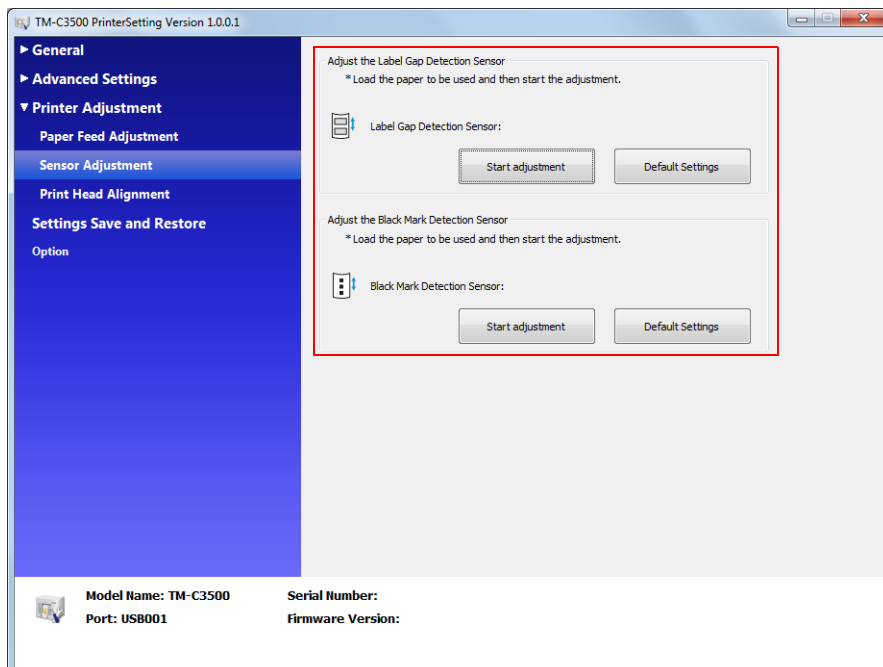 TM-C3500 PrinterSetting Version 1.0.0.1
General
Advanced Settings
Printer Adjustment
Paper Feed Adjustment
Sensor Adjustment
Print Head Alignment
Settings Save and Restore
Option
Adjust the Label Gap Detection Sensor
*Load the paper to be used and then start the adjustment.
Label Gap Detection Sensor:
Start adjustment Default Settings
Adjust the Black Mark Detection Sensor
*Load the paper to be used and then start the adjustment.
Black Mark Detection Sensor:
Start adjustment Default Settings
Model Name: TM-C3500 Serial Number:
Port: USB001 Firmware Version: